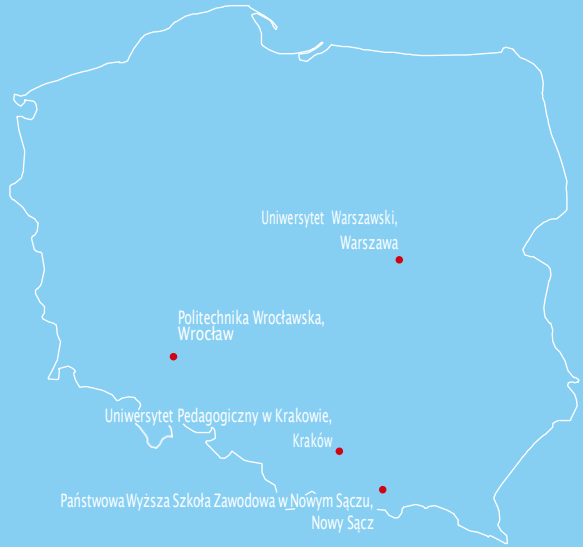 Uniwersytet Warszawski,
Warszawa
Politechnika Wrocławska,
Wrocław
Uniwersytet Pedagogiczny w Krakowie,
Kraków
Państwowa Wyższa Szkoła Zawodowa w Nowym Sączu,
Nowy Sącz